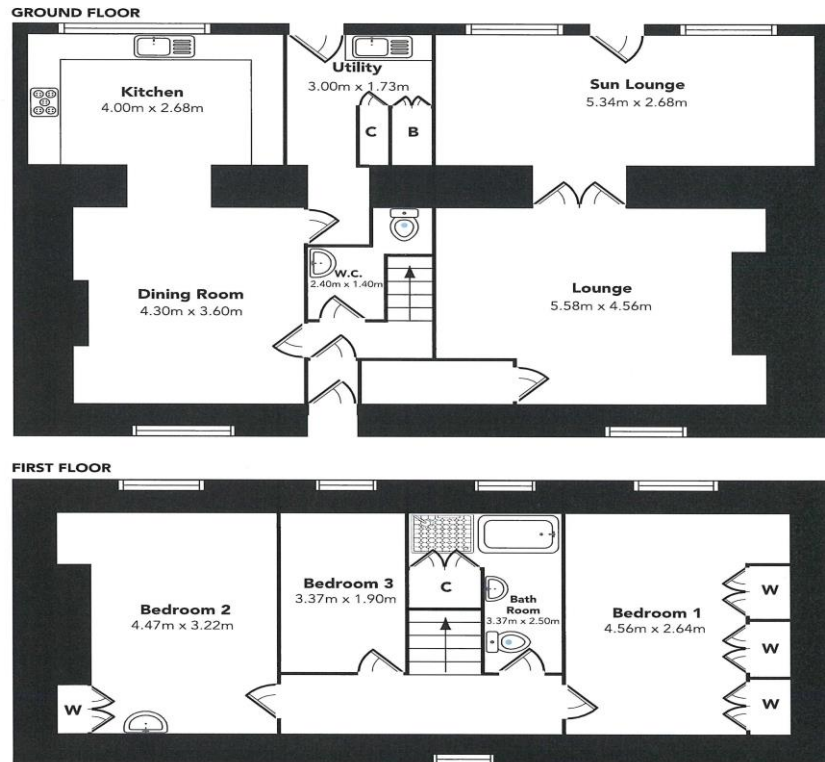 GROUND FLOOR
Kitchen
4.00m x 2.68m
Utility
3.00m x 1.73m
C
B
Sun Lounge
5.34m x 2.68m
W.C.
2.40m x 1.40m
Dining Room
4.30m x 3.60m
Lounge
5.58m x 4.56m
FIRST FLOOR
Bedroom 2
4.47m x 3.22m
W
Bedroom 3
3.37m x 1.90m
C
Bath
Room
3.37m x 2.50m
Bedroom 1
4.56m x 2.64m
W
W
W